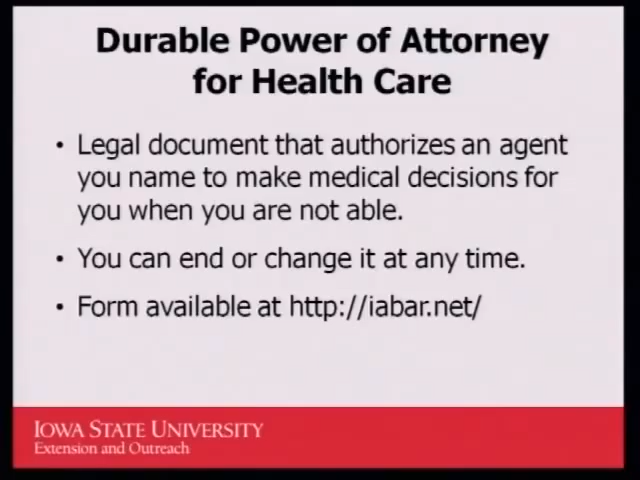 Durable Power of Attorney
for Health Care
• Legal document that authorizes an agent
you name to make medical decisions for
you when you are not able.
• You can end or change it at any time.
• Form available at http://iabar.net/
IOWA STATE UNIVERSITY
Extension and Outreach